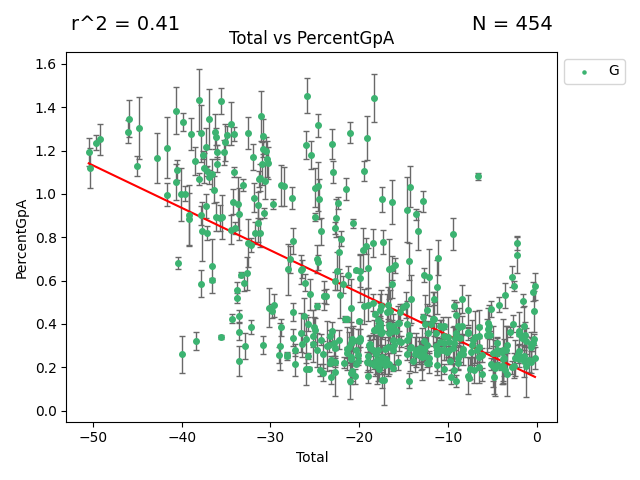 r^2 = 0.41
N = 454
Total vs PercentGpA
G
PercentGpA
1.6
1.4
1.2
1.0
0.8
0.6
0.4
0.2
0.0
−50
−40
−30
−20
−10
0
Total